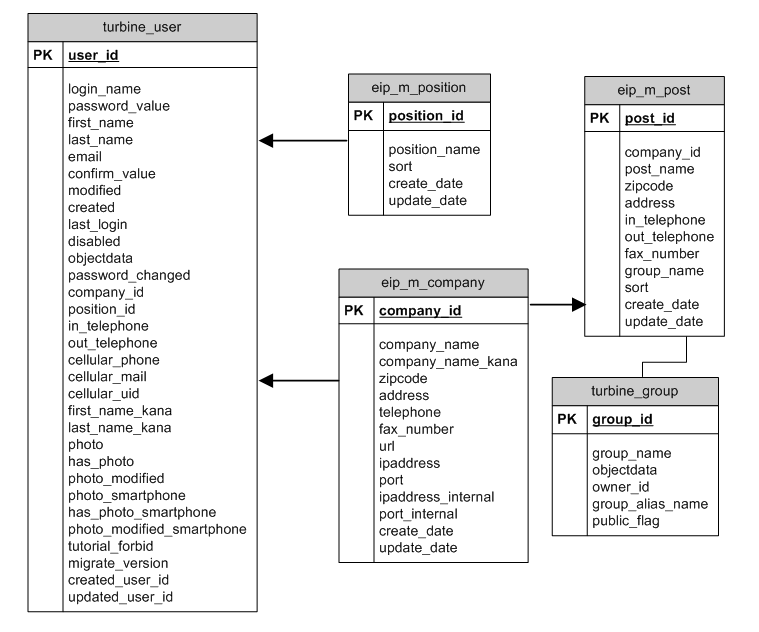 turbine_user
PK user_id
login_name
password_value
first_name
last_name
email
confirm_value
modified
created
last_login
disabled
objectdata
password_changed
company_id
position_id
in_telephone
out_telephone
cellular_phone
cellular_mail
cellular_uid
first_name_kana
last_name_kana
photo
has_photo
photo_modified
photo_smartphone
has_photo_smartphone
photo_modified_smartphone
tutorial_forbid
migrate_version
created_user_id
updated_user_id
eip_m_position
PK position_id
position_name
sort
create_date
update_date
eip_m_company
PK company_id
company_name
company_name_kana
zipcode
address
telephone
fax_number
url
ipaddress
port
ipaddress_internal
port_internal
create_date
update_date
eip_m_post
PK post_id
company_id
post_name
zipcode
address
in_telephone
out_telephone
fax_number
group_name
sort
create_date
update_date
turbine_group
PK group_id
group_name
objectdata
owner_id
group_alias_name
public_flag